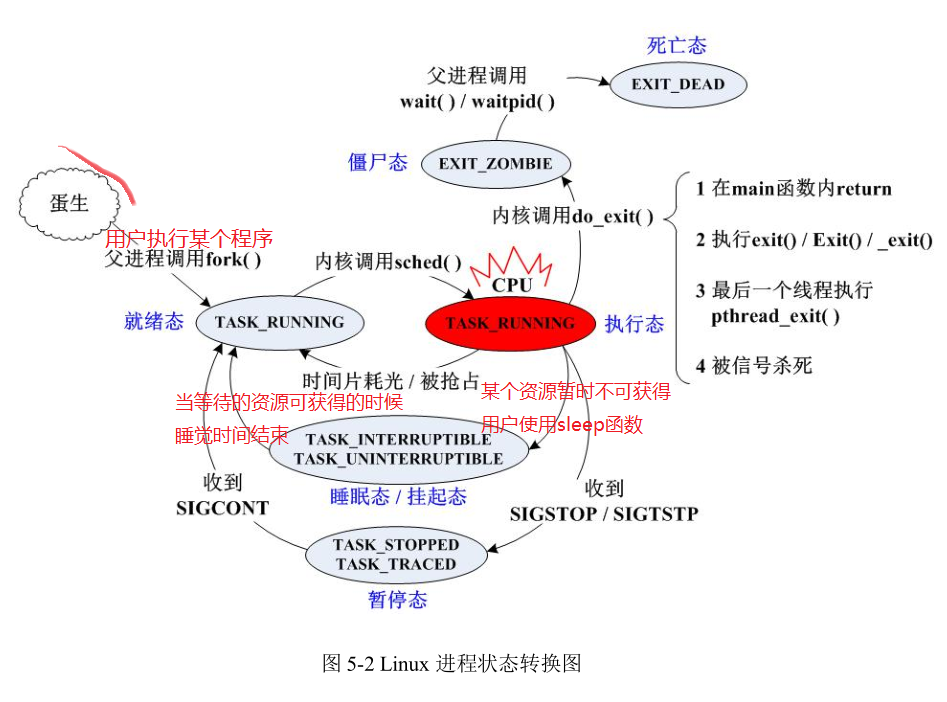 死亡态
EXIT_DEAD
父进程调用
wait( ) / waitpid( )
僵尸态
EXIT_ZOMBIE
蛋生
用户执行某个程序
父进程调用fork( )
内核调用sched( )
内核调用do_exit( )
1 在main函数内return
2 执行exit() / Exit() / _exit()
3 最后一个线程执行
pthread_exit( )
4 被信号杀死
CPU
就绪态
TASK_RUNNING
TASK_RUNNING
执行态
时间片耗光 / 被抢占
当等待的资源可获得的时候
睡觉时间结束
某个资源暂时不可获得
用户使用sleep函数
TASK_INTERRUPTIBLE
TASK_UNINTERRUPTIBLE
睡眠态 / 挂起态
收到
SIGCONT
收到
SIGSTOP / SIGTSTP
TASK_STOPPED
TASK_TRACED
暂停态
图 5-2 Linux 进程状态转换图